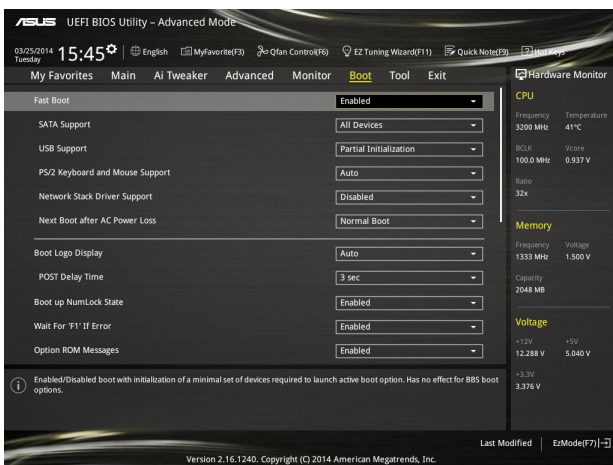 ASUS UEFI BIOS Utility – Advanced Mode
03/25/2014 Tuesday 15:45 English MyFavorite(F3) Qfan Control(F6) EZ Tuning Wizard(F11) Quick Note(F9) ? Hot Keys
My Favorites Main Ai Tweaker Advanced Monitor Boot Tool Exit
Hardware Monitor
Fast Boot Enabled
SATA Support All Devices
USB Support Partial Initialization
PS/2 Keyboard and Mouse Support Auto
Network Stack Driver Support Disabled
Next Boot after AC Power Loss Normal Boot
Boot Logo Display Auto
POST Delay Time 3 sec
Boot up NumLock State Enabled
Wait For 'F1' If Error Enabled
Option ROM Messages Enabled
CPU
Frequency Temperature
3200 MHz 41°C
BCLK Vcore
100.0 MHz 0.937 V
Ratio
32x
Memory
Frequency Voltage
1333 MHz 1.500 V
Capacity
2048 MB
Voltage
+12V +5V
12.288 V 5.040 V
+3.3V
3.376 V
i
Enabled/Disabled boot with initialization of a minimal set of devices required to launch active boot option. Has no effect for BBS boot
options.
Last Modified EzMode(F7)
Version 2.16.1240. Copyright (C) 2014 American Megatrends, Inc.